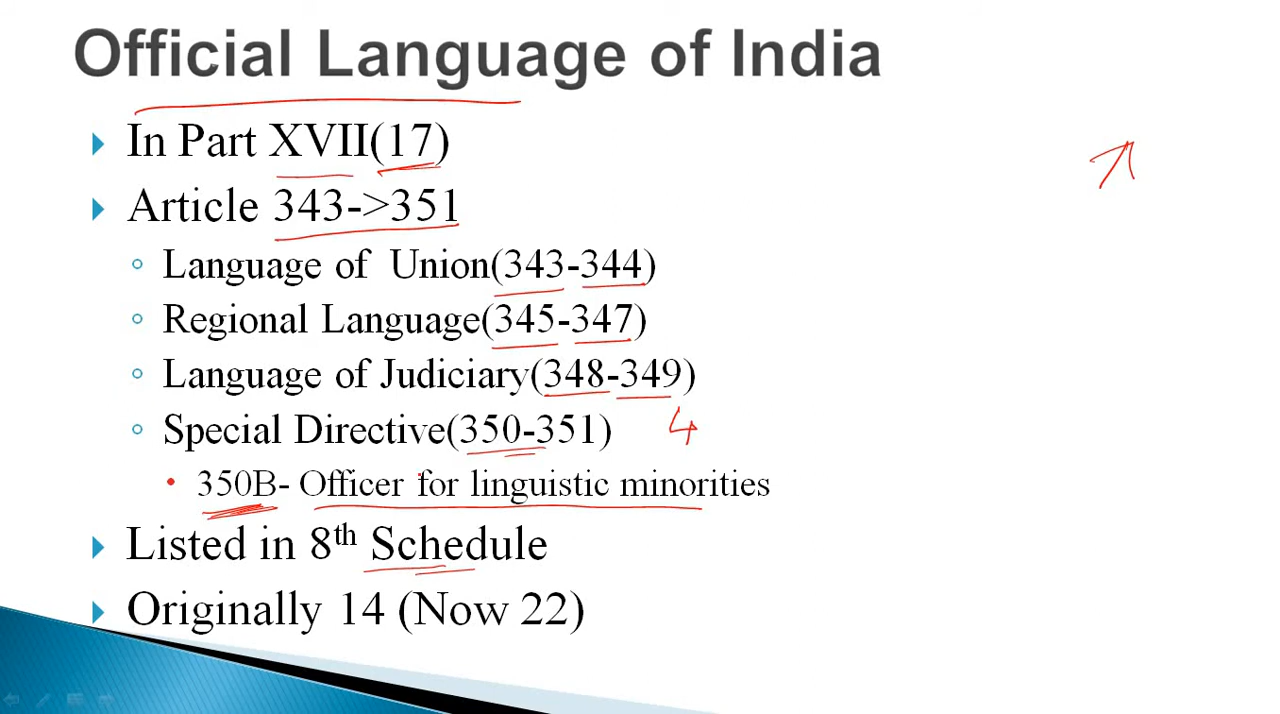 Official Language of India
In Part XVII(17)
Article 343->351
Language of Union(343-344)
Regional Language(345-347)
Language of Judiciary(348-349)
Special Directive(350-351) 4
350B- Officer for linguistic minorities
Listed in 8th Schedule
Originally 14 (Now 22)